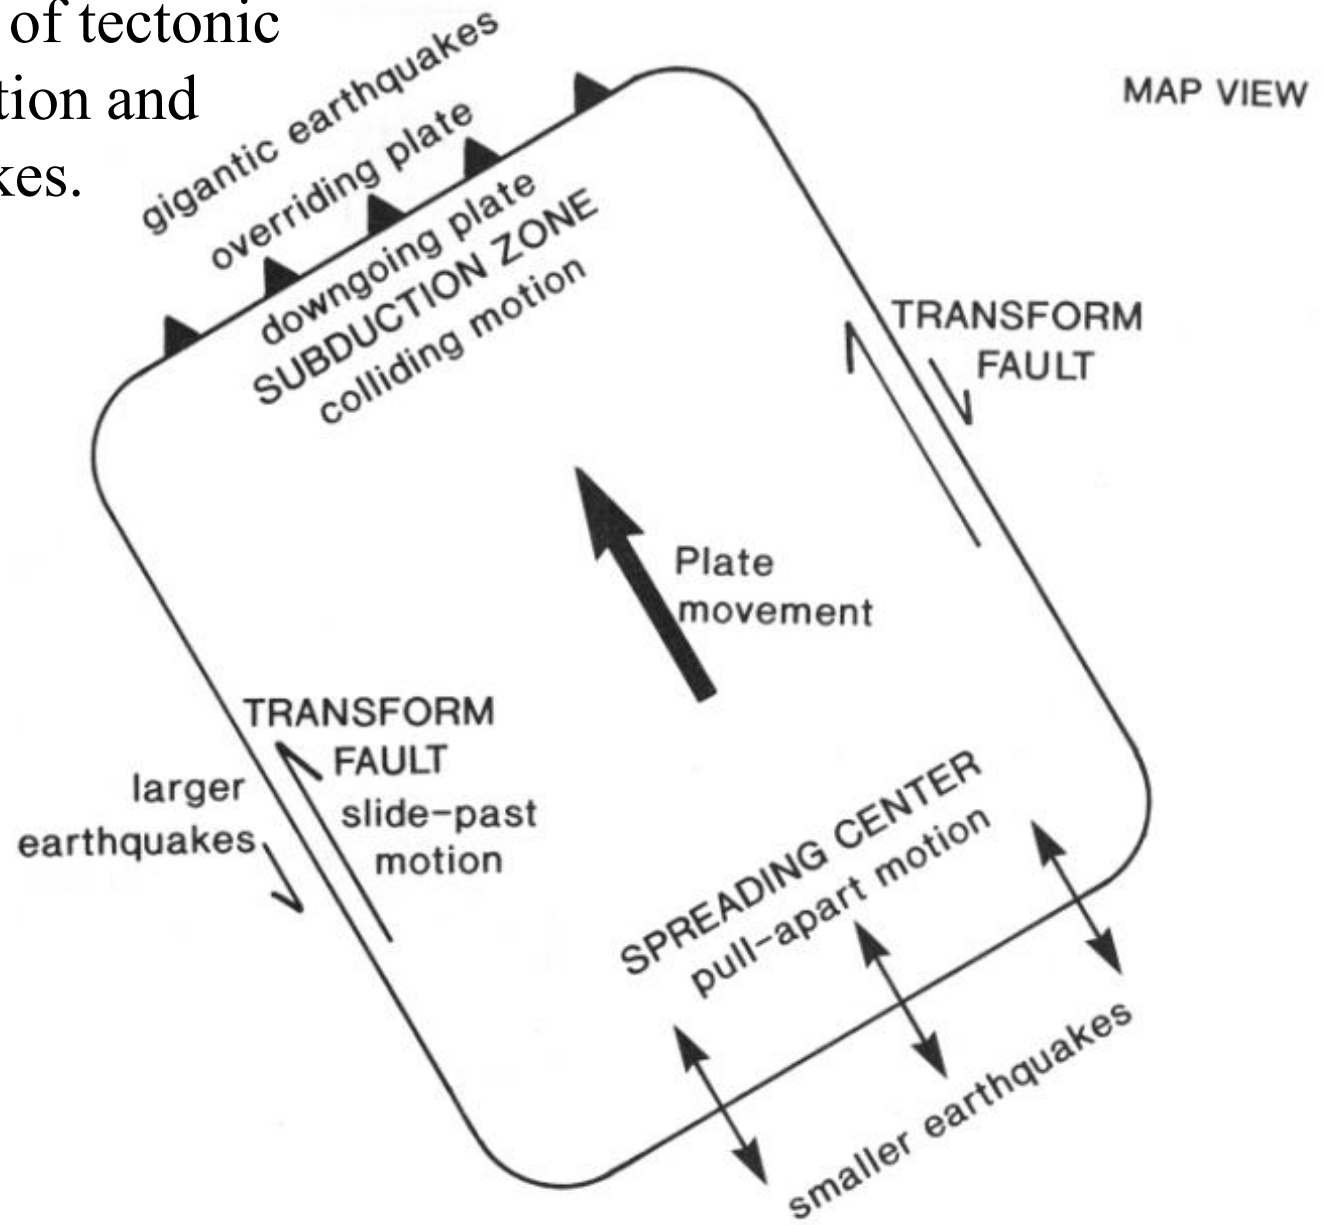 of tectonic
tion and
kes.
MAP VIEW
gigantic earthquakes
overriding plate
downgoing plate
SUBDUCTION ZONE
colliding motion
TRANSFORM
FAULT
Plate
movement
TRANSFORM
FAULT
slide-past
motion
larger
earthquakes
SPREADING CENTER
pull-apart motion
smaller earthquakes